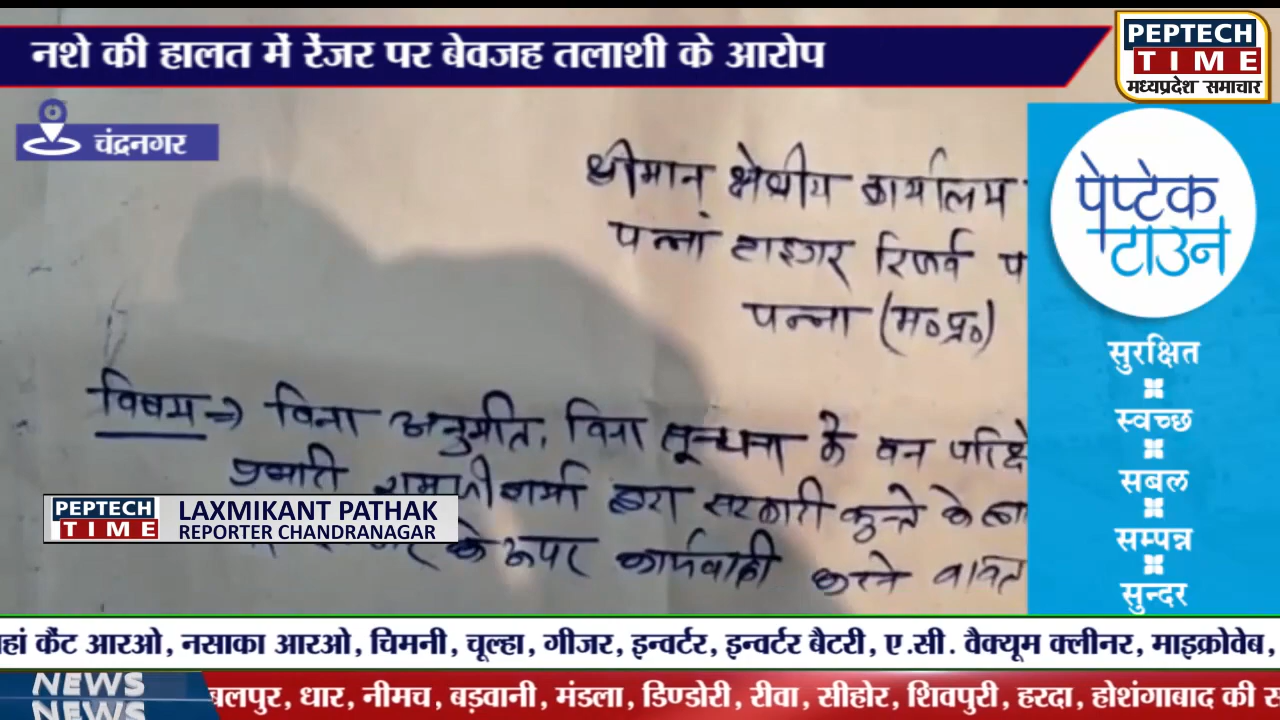 नशे की हालत में रेंजर पर बेवजह तलाशी के आरोप
PEPTECH
TIME
मध्यप्रदेश समाचार
चंद्रनगर
श्रीमान् क्षेत्रीय कार्यालय
पन्ना टाइगर रिजर्व प
पन्ना (म०प्र०)
विषय⇒ विना अनुमति, विना सूचना के वन परिक्षे
द्वारा सरकारी कुत्ते के
के ऊपर कार्यवाही करने वावत
पेप्टेक
टाउन
सुरक्षित
स्वच्छ
सबल
सम्पन्न
सुन्दर
PEPTECH
TIME
LAXMIKANT PATHAK
REPORTER CHANDRANAGAR
हां कैंट आरओ, नसाका आरओ, चिमनी, चूल्हा, गीजर, इन्वर्टर, इन्वर्टर बैटरी, ए.सी. वैक्यूम क्लीनर, माइक्रोवेब,
NEWS
NEWS
बलपुर, धार, नीमच, बड़वानी, मंडला, डिण्डोरी, रीवा, सीहोर, शिवपुरी, हरदा, होशंगाबाद की स